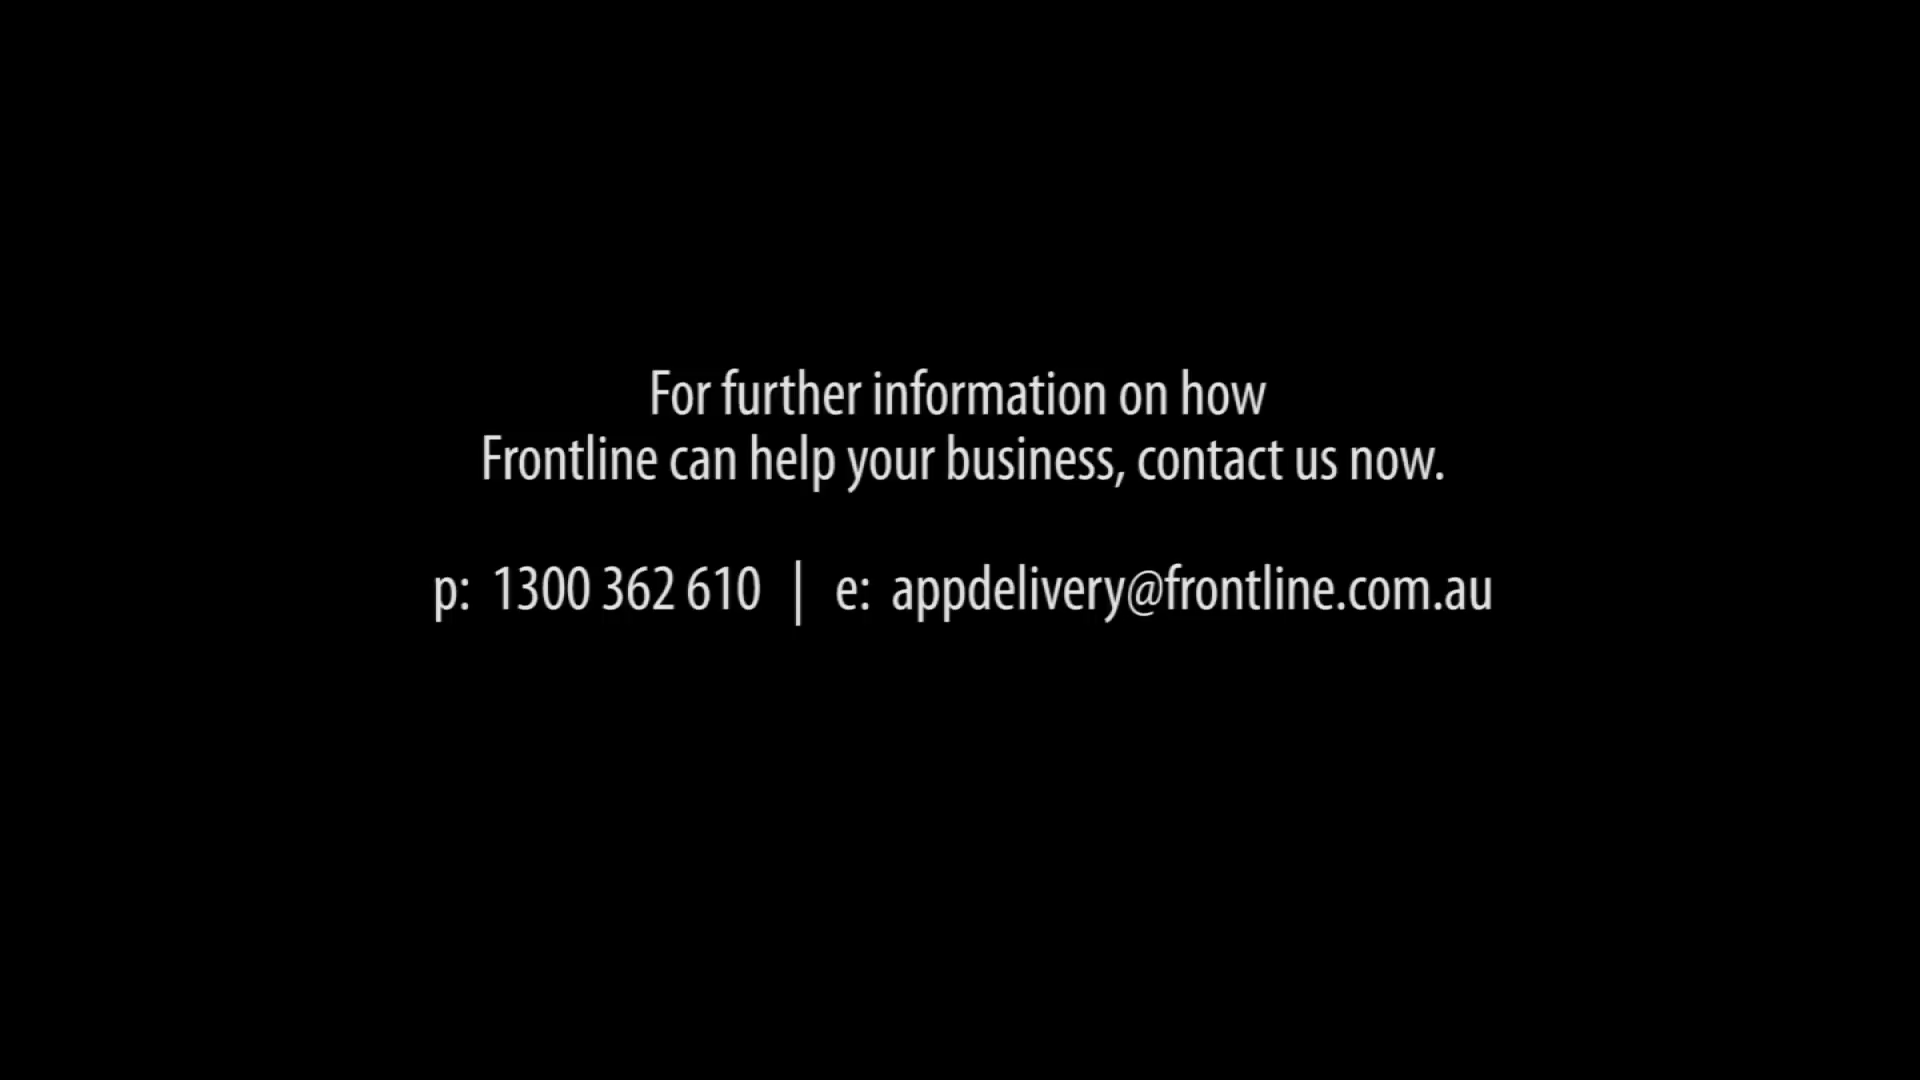 For further information on how
Frontline can help your business, contact us now.
p: 1300 362 610 | e: appdelivery@frontline.com.au